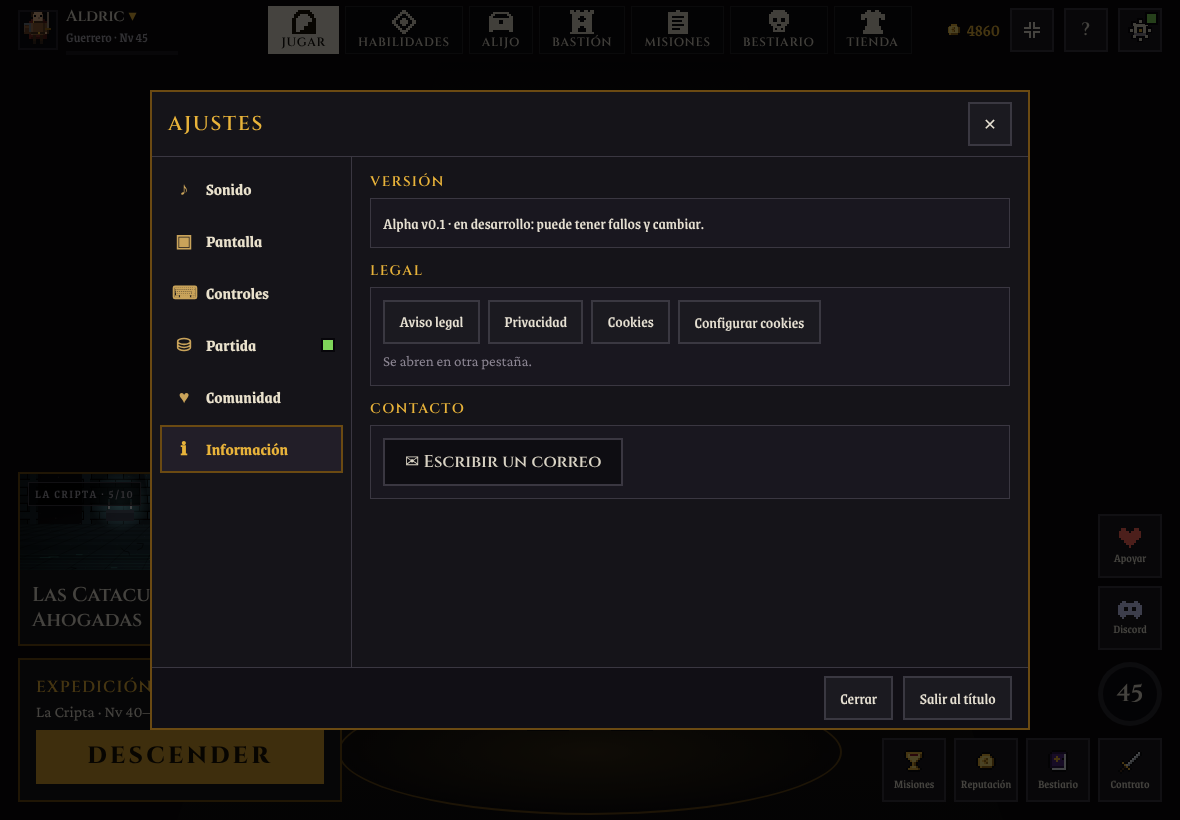 ALDRIC ▾
Guerrero · Nv 45
JUGAR
HABILIDADES
ALIJO
BASTIÓN
MISIONES
BESTIARIO
TIENDA
4860
?
AJUSTES
✕
♪ Sonido
Pantalla
Controles
Partida
♥ Comunidad
ℹ Información
VERSIÓN
Alpha v0.1 · en desarrollo: puede tener fallos y cambiar.
LEGAL
Aviso legal
Privacidad
Cookies
Configurar cookies
Se abren en otra pestaña.
CONTACTO
✉ ESCRIBIR UN CORREO
Cerrar
Salir al título
LA CRIPTA · 5/10
LAS CATACU
AHOGADAS
EXPEDICIÓN
La Cripta · Nv 40–
DESCENDER
Apoyar
Discord
45
Misiones
Reputación
Bestiario
Contrato